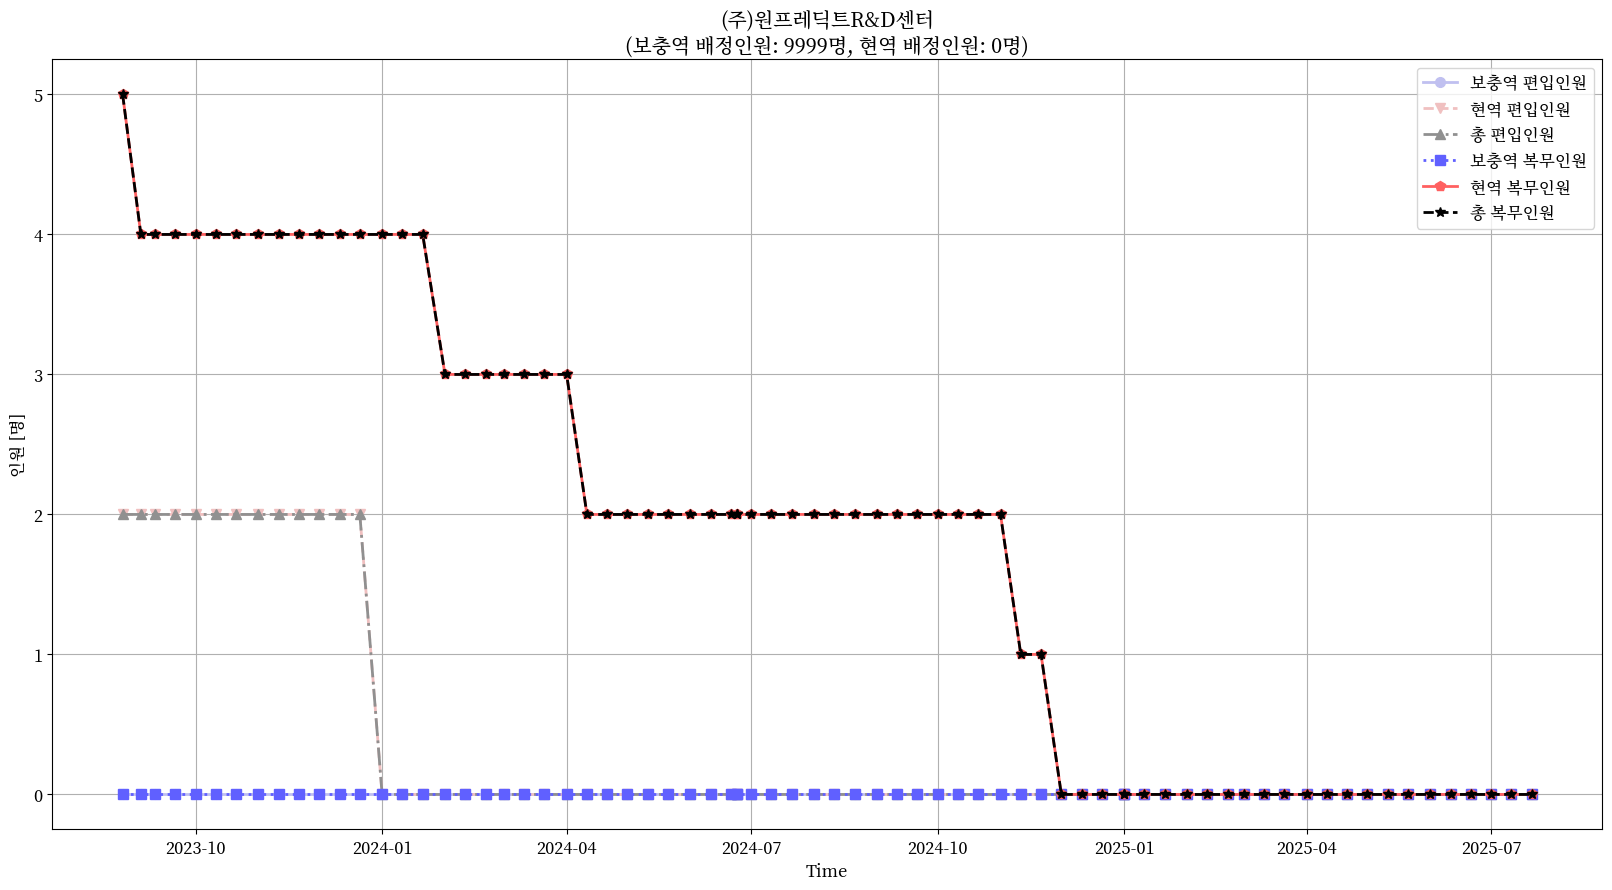 (주)원프레딕트R&D센터
(보충역 배정인원: 9999명, 현역 배정인원: 0명)
보충역 편입인원
현역 편입인원
총 편입인원
보충역 복무인원
현역 복무인원
총 복무인원
인원 [명]
5
4
3
2
1
0
2023-10
2024-01
2024-04
2024-07
2024-10
2025-01
2025-04
2025-07
Time